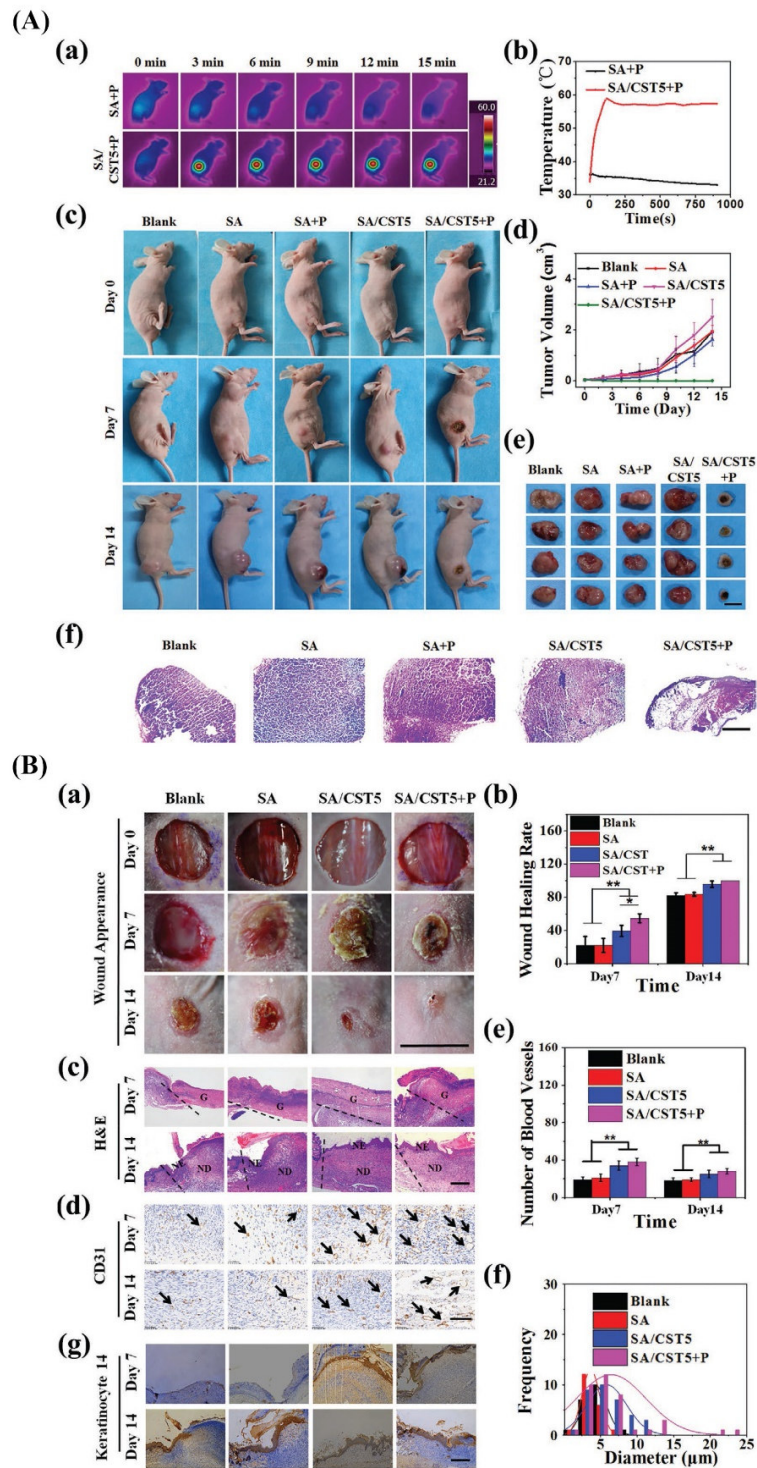 (A)
(a)
0 min 3 min 6 min 9 min 12 min 15 min
SA+P
SA/
CST5+P
60.0
21.2
(b)
Temperature (℃)
70
60
50
40
30
SA+P
SA/CST5+P
0 250 500 750 1000
Time(s)
(c)
Blank SA SA+P SA/CST5 SA/CST5+P
Day 0
Day 7
Day 14
(d)
Tumor Volume (cm³)
4
2
0
Blank SA
SA+P SA/CST5
SA/CST5+P
0 3 6 9 12 15
Time (Day)
(e)
Blank SA SA+P SA/
CST5 SA/CST5
+P
(f)
Blank SA SA+P SA/CST5 SA/CST5+P
(B)
(a)
Blank SA SA/CST5 SA/CST5+P
Wound Appearance
Day 0
Day 7
Day 14
(b)
Wound Healing Rate
160
120
80
40
0
Blank
SA
SA/CST
SA/CST+P
**
*
**
Day7 Day14
Time
(c)
H&E
Day 7
G G G G
Day 14
NE NE NE NE
ND ND ND ND
(d)
CD31
Day 7
Day 14
(e)
Number of Blood Vessels
160
120
80
40
0
Blank
SA
SA/CST5
SA/CST5+P
**
**
Day7 Day14
Time
(f)
Frequency
30
20
10
0
Blank
SA
SA/CST5
SA/CST5+P
5 10 15 20 25
Diameter (μm)
(g)
Keratinocyte 14
Day 7
Day 14